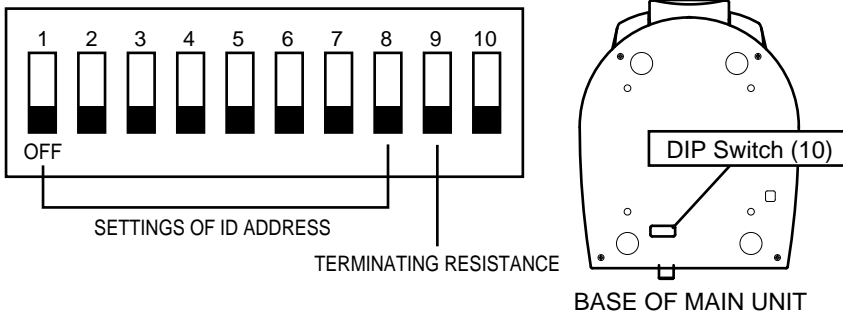 1 2 3 4 5 6 7 8 9 10
OFF
SETTINGS OF ID ADDRESS
TERMINATING RESISTANCE
DIP Switch (10)
BASE OF MAIN UNIT